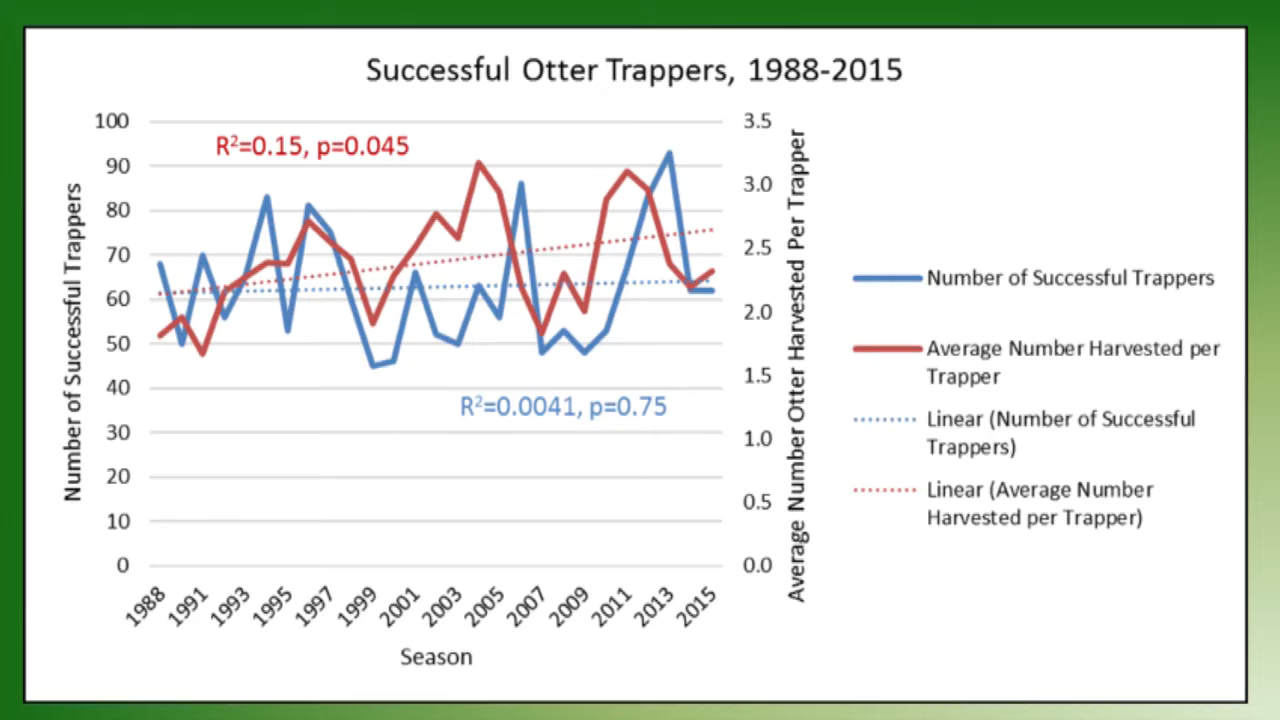 Successful Otter Trappers, 1988-2015
R²=0.15, p=0.045
R²=0.0041, p=0.75
Number of Successful Trappers
100
90
80
70
60
50
40
30
20
10
0
3.5
3.0
2.5
2.0
1.5
1.0
0.5
0.0
Average Number Otter Harvested Per Trapper
1988
1991
1993
1995
1997
1999
2001
2003
2005
2007
2009
2011
2013
2015
Season
Number of Successful Trappers
Average Number Harvested per
Trapper
Linear (Number of Successful
Trappers)
Linear (Average Number
Harvested per Trapper)